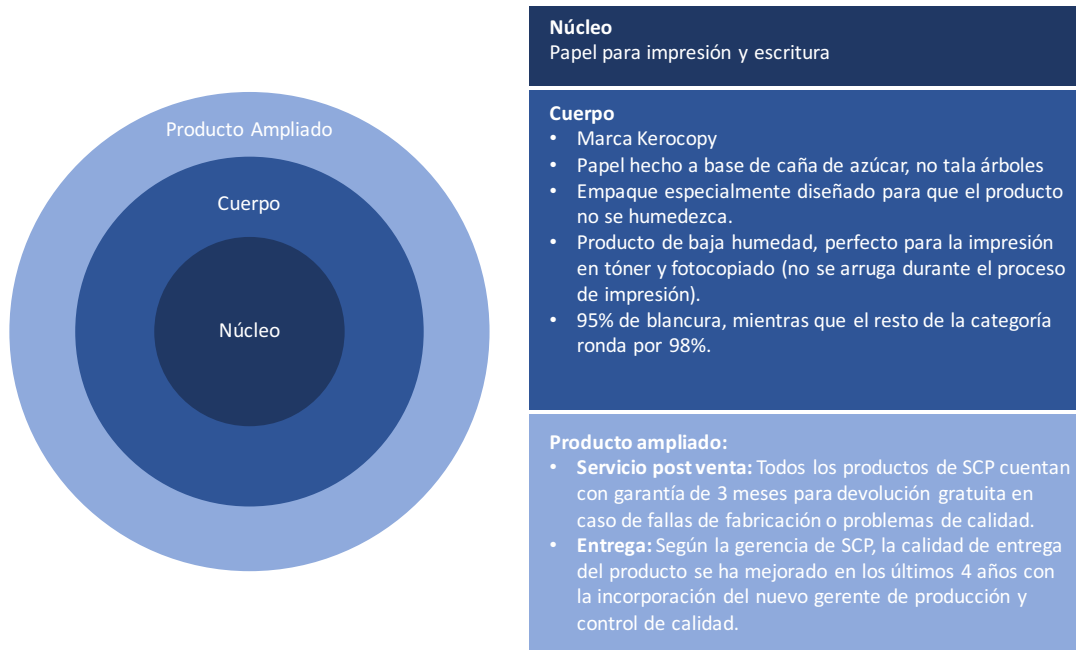 Producto Ampliado
Cuerpo
Núcleo
Núcleo
Papel para impresión y escritura
Cuerpo
• Marca Kerocopy
• Papel hecho a base de caña de azúcar, no tala árboles
• Empaque especialmente diseñado para que el producto
no se humedezca.
• Producto de baja humedad, perfecto para la impresión
en tóner y fotocopiado (no se arruga durante el proceso
de impresión).
• 95% de blancura, mientras que el resto de la categoría
ronda por 98%.
Producto ampliado:
• Servicio post venta: Todos los productos de SCP cuentan
con garantía de 3 meses para devolución gratuita en
caso de fallas de fabricación o problemas de calidad.
• Entrega: Según la gerencia de SCP, la calidad de entrega
del producto se ha mejorado en los últimos 4 años con
la incorporación del nuevo gerente de producción y
control de calidad.